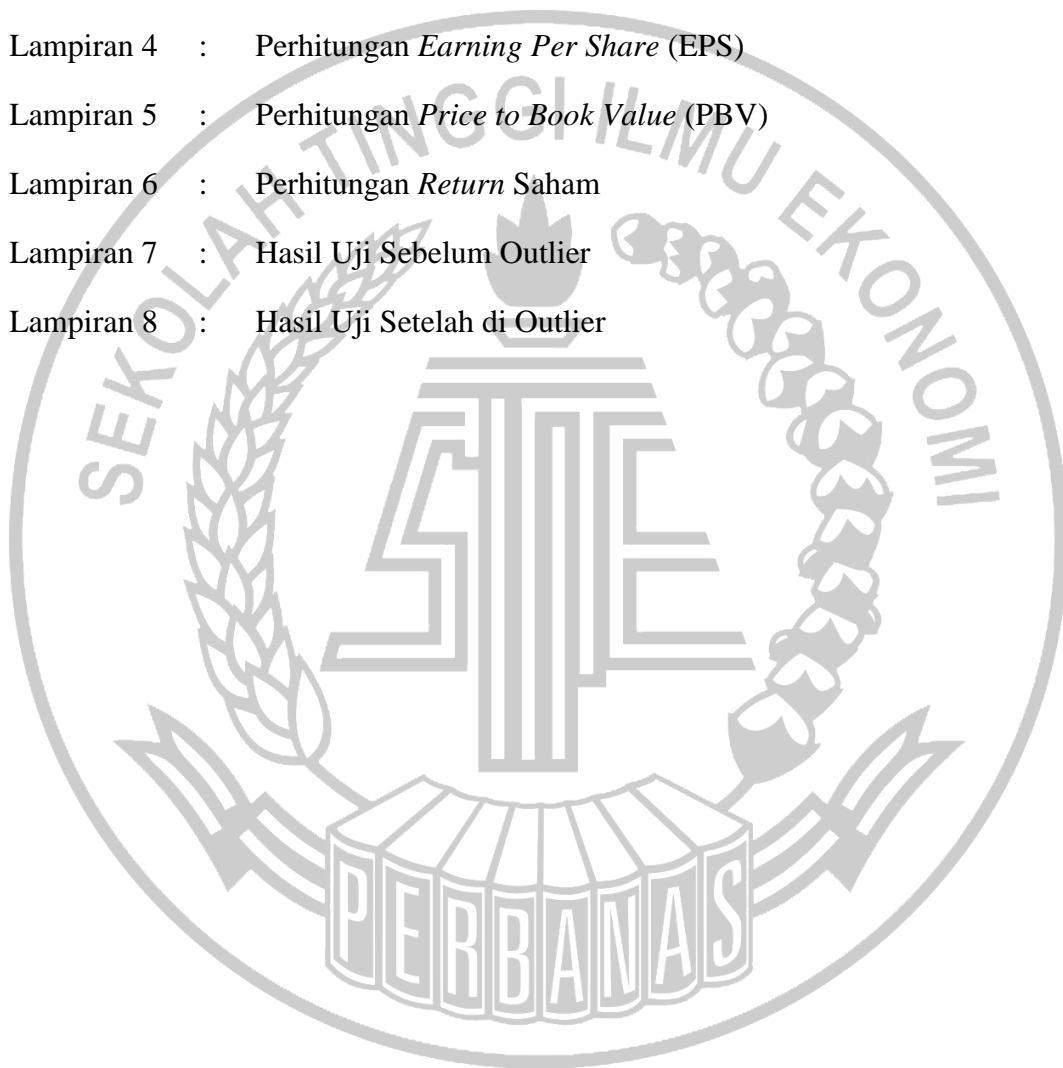 Lampiran 4 : Perhitungan Earning Per Share (EPS)
Lampiran 5 : Perhitungan Price to Book Value (PBV)
Lampiran 6 : Perhitungan Return Saham
Lampiran 7 : Hasil Uji Sebelum Outlier
Lampiran 8 : Hasil Uji Setelah di Outlier
SEKOLAH TINGGI ILMU EKONOMI
STIE
PERBANAS